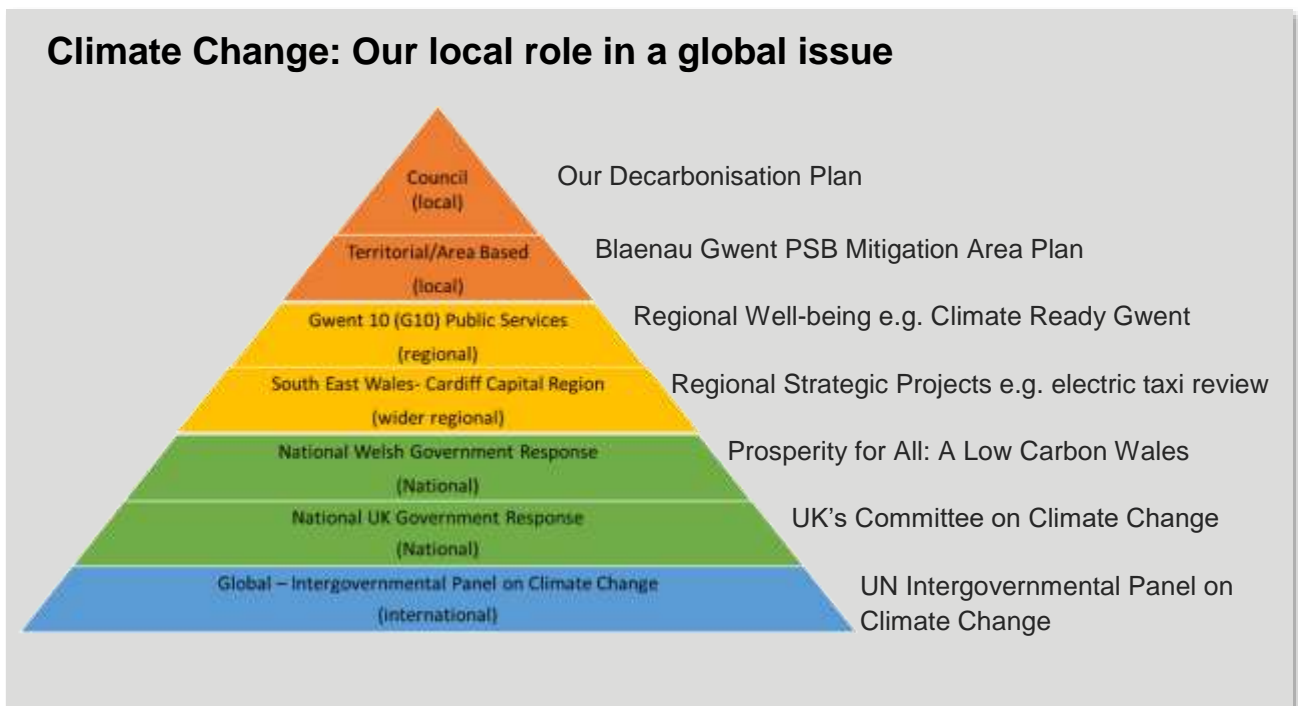 Climate Change: Our local role in a global issue
Council
(local)
Our Decarbonisation Plan
Territorial/Area Based
(local)
Blaenau Gwent PSB Mitigation Area Plan
Gwent 10 (G10) Public Services
(regional)
Regional Well-being e.g. Climate Ready Gwent
South East Wales- Cardiff Capital Region
(wider regional)
Regional Strategic Projects e.g. electric taxi review
National Welsh Government Response
(National)
Prosperity for All: A Low Carbon Wales
National UK Government Response
(National)
UK's Committee on Climate Change
Global – Intergovernmental Panel on Climate Change
(international)
UN Intergovernmental Panel on
Climate Change